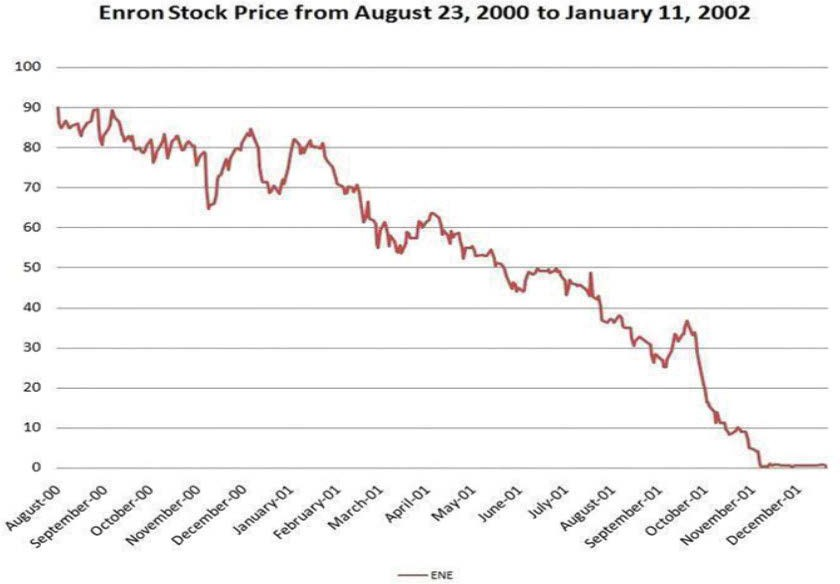 Enron Stock Price from August 23, 2000 to January 11, 2002
100
90
80
70
60
50
40
30
20
10
0
August-00
September-00
October-00
November-00
December-00
January-01
February-01
March-01
April-01
May-01
June-01
July-01
August-01
September-01
October-01
November-01
December-01
ENE